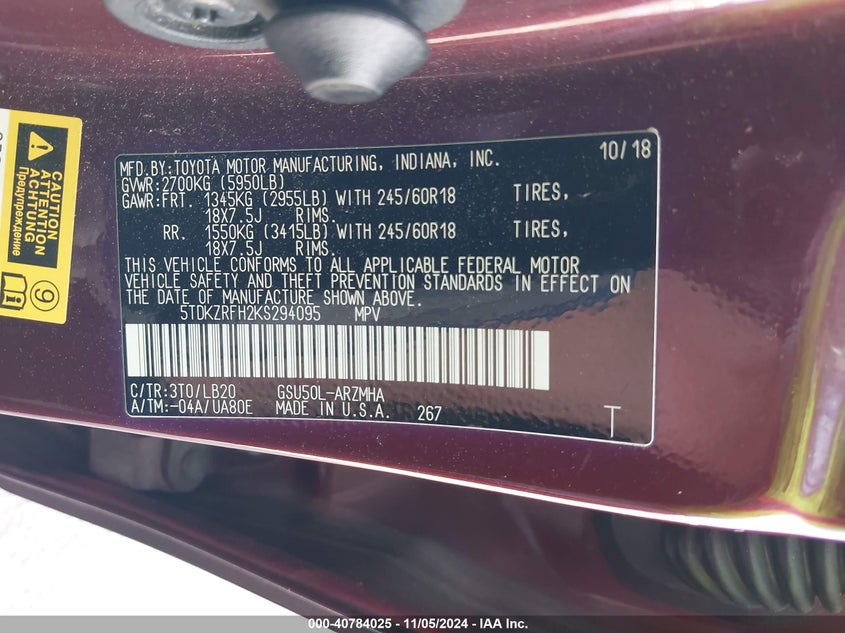 CAUTION
ATTENTION
ACHTUNG
Предупреждение
9
MFD.BY:TOYOTA MOTOR MANUFACTURING, INDIANA, INC. 10/18
GVWR:2700KG (5950LB)
GAWR:FRT. 1345KG (2955LB) WITH 245/60R18 TIRES,
18X7.5J RIMS.
RR. 1550KG (3415LB) WITH 245/60R18 TIRES,
18X7.5J RIMS.
THIS VEHICLE CONFORMS TO ALL APPLICABLE FEDERAL MOTOR
VEHICLE SAFETY AND THEFT PREVENTION STANDARDS IN EFFECT ON
THE DATE OF MANUFACTURE SHOWN ABOVE.
5TDKZRFH2KS294095 MPV
C/TR:3T0/LB20 GSU50L-ARZMHA
A/TM:-04A/UA80E MADE IN U.S.A. 267 T
000-40784025 - 11/05/2024 - IMPACT AUTO AUCTIONS INC.